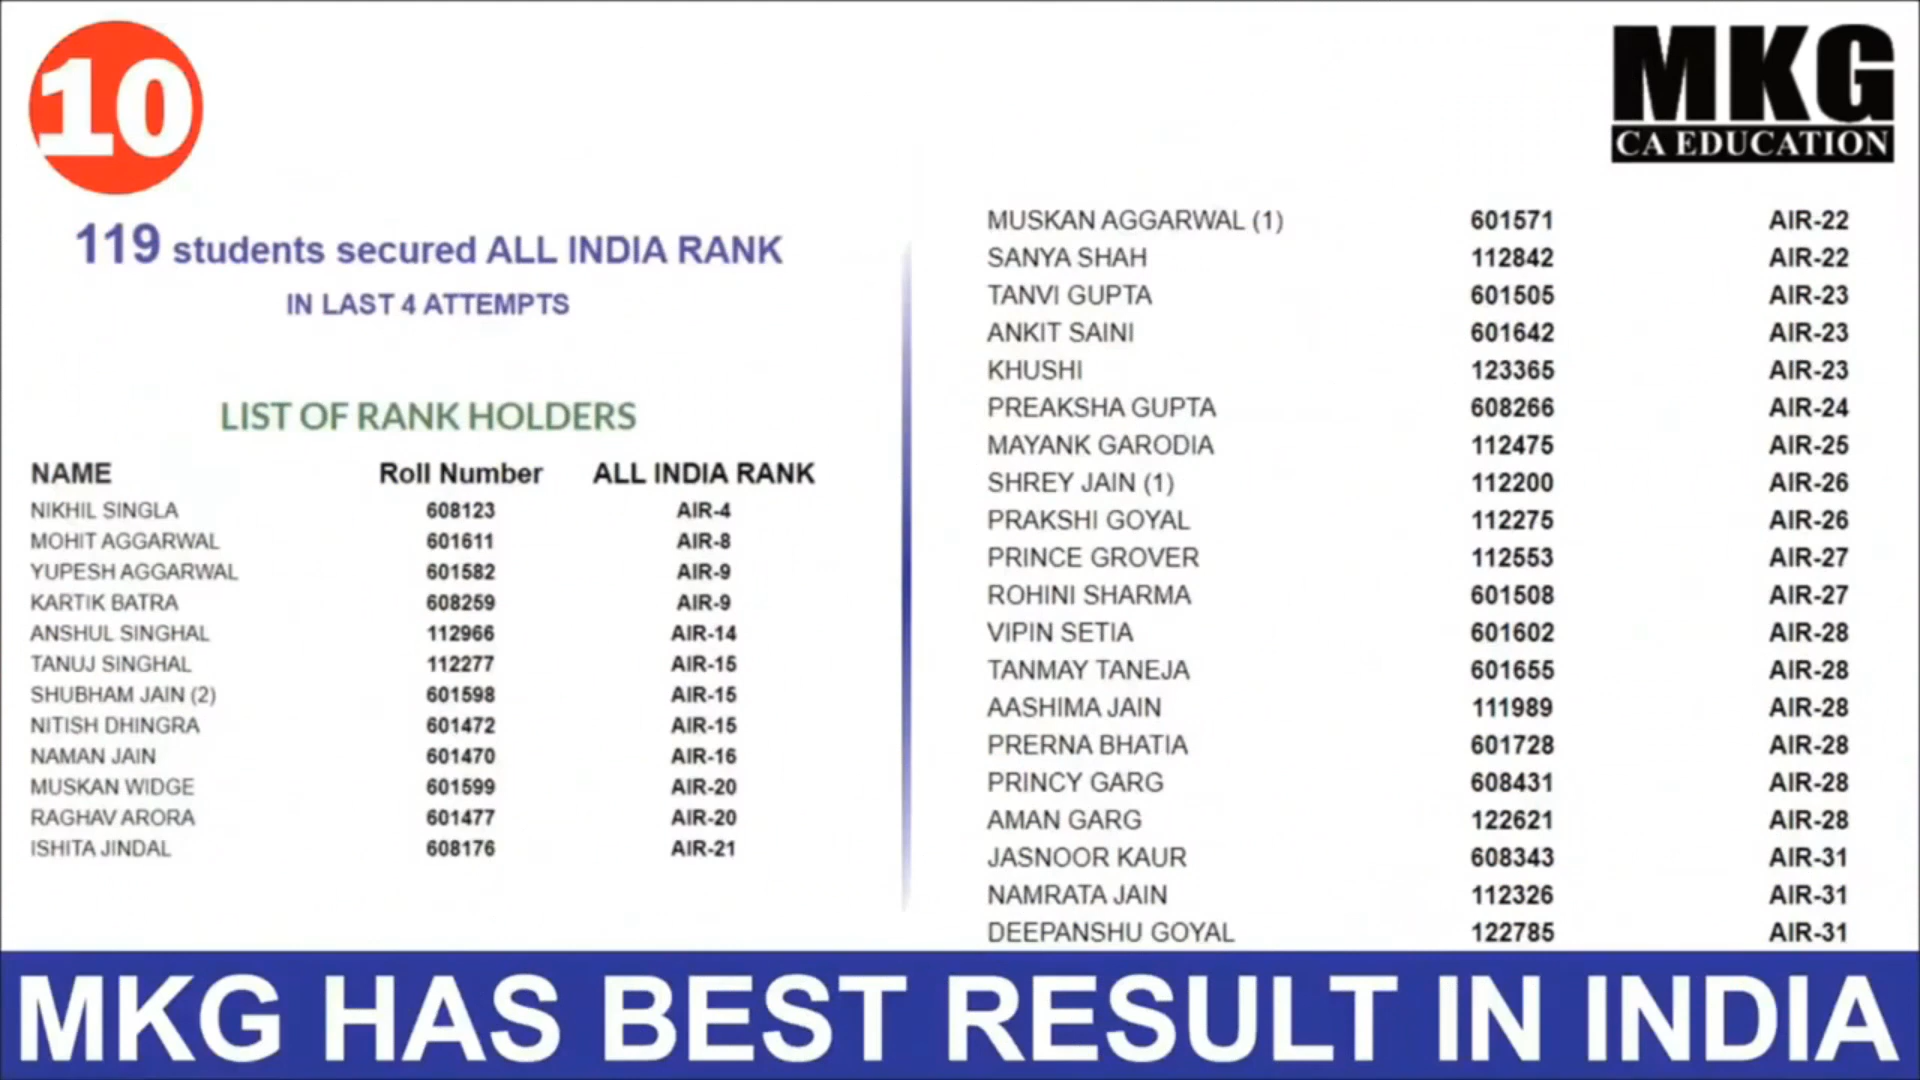 10
MKG
CA EDUCATION
119 students secured ALL INDIA RANK
IN LAST 4 ATTEMPTS
LIST OF RANK HOLDERS
NAME Roll Number ALL INDIA RANK
NIKHIL SINGLA 608123 AIR-4
MOHIT AGGARWAL 601611 AIR-8
YUPESH AGGARWAL 601582 AIR-9
KARTIK BATRA 608259 AIR-9
ANSHUL SINGHAL 112966 AIR-14
TANUJ SINGHAL 112277 AIR-15
SHUBHAM JAIN (2) 601598 AIR-15
NITISH DHINGRA 601472 AIR-15
NAMAN JAIN 601470 AIR-16
MUSKAN WIDGE 601599 AIR-20
RAGHAV ARORA 601477 AIR-20
ISHITA JINDAL 608176 AIR-21
MUSKAN AGGARWAL (1) 601571 AIR-22
SANYA SHAH 112842 AIR-22
TANVI GUPTA 601505 AIR-23
ANKIT SAINI 601642 AIR-23
KHUSHI 123365 AIR-23
PREAKSHA GUPTA 608266 AIR-24
MAYANK GARODIA 112475 AIR-25
SHREY JAIN (1) 112200 AIR-26
PRAKSHI GOYAL 112275 AIR-26
PRINCE GROVER 112553 AIR-27
ROHINI SHARMA 601508 AIR-27
VIPIN SETIA 601602 AIR-28
TANMAY TANEJA 601655 AIR-28
AASHIMA JAIN 111989 AIR-28
PRERNA BHATIA 601728 AIR-28
PRINCY GARG 608431 AIR-28
AMAN GARG 122621 AIR-28
JASNOOR KAUR 608343 AIR-31
NAMRATA JAIN 112326 AIR-31
DEEPANSHU GOYAL 122785 AIR-31
MKG HAS BEST RESULT IN INDIA